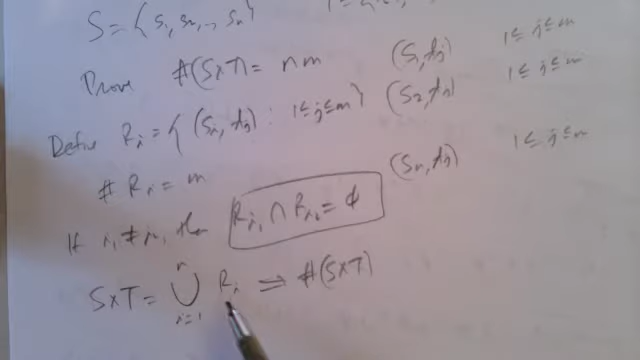 S = {s₁, s₂, .., sₙ}
Prove #(S×T) = nm (s₁, tⱼ) 1≤j≤m
Define Rᵢ = {(sᵢ, tⱼ) : 1≤j≤m} (s₂, tⱼ) 1≤j≤m
# Rᵢ = m (sₙ, tⱼ) 1≤j≤m
If i₁ ≠ i₂, then Rᵢ₁ ∩ Rᵢ₂ = ϕ
S×T = ⋃ᵢ₌₁ⁿ Rᵢ ⇒ #(S×T)